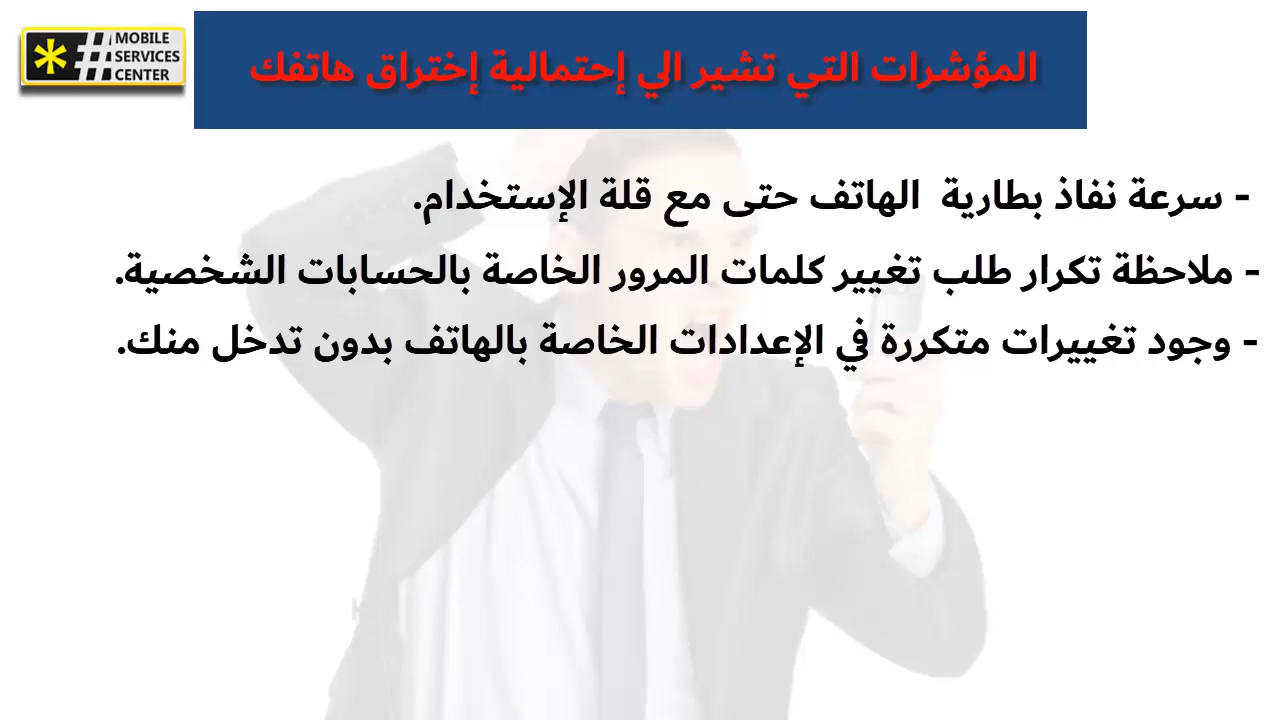 MOBILE
SERVICES
CENTER
المؤشرات التي تشير الي إحتمالية إختراق هاتفك
- سرعة نفاذ بطارية الهاتف حتى مع قلة الإستخدام.
- ملاحظة تكرار طلب تغيير كلمات المرور الخاصة بالحسابات الشخصية.
- وجود تغييرات متكررة في الإعدادات الخاصة بالهاتف بدون تدخل منك.